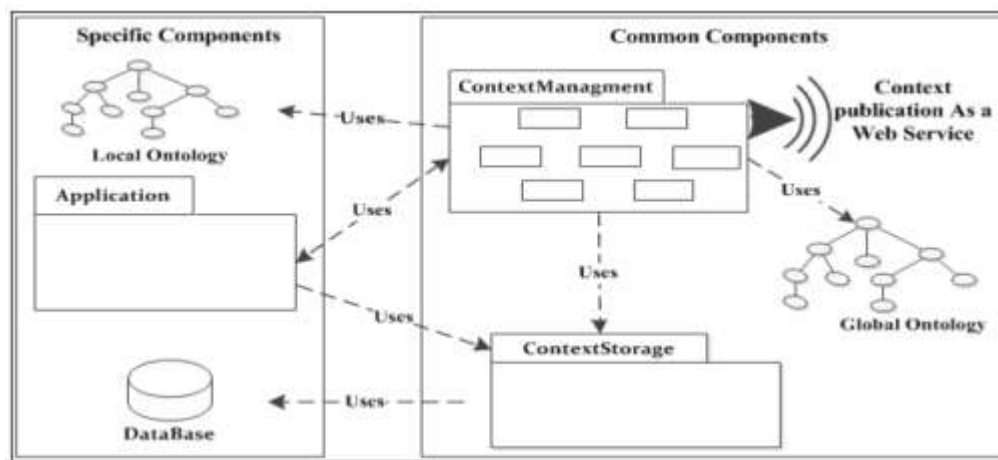 Specific Components
Common Components
ContextManagment
Context
publication As a
Web Service
Uses
Local Ontology
Application
Uses
Uses
Uses
Global Ontology
Uses
ContextStorage
Uses
DataBase